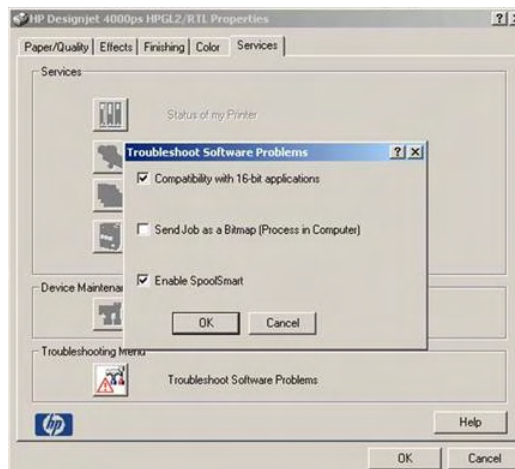 HP Designjet 4000ps HPGL2/RTL Properties
Paper/Quality Effects Finishing Color Services
Services
Status of my Printer
Troubleshoot Software Problems
Compatibility with 16-bit applications
Send Job as a Bitmap (Process in Computer)
Enable SpoolSmart
OK Cancel
Device
Troubleshooting Menu
Troubleshoot Software Problems
hp
Help
OK Cancel